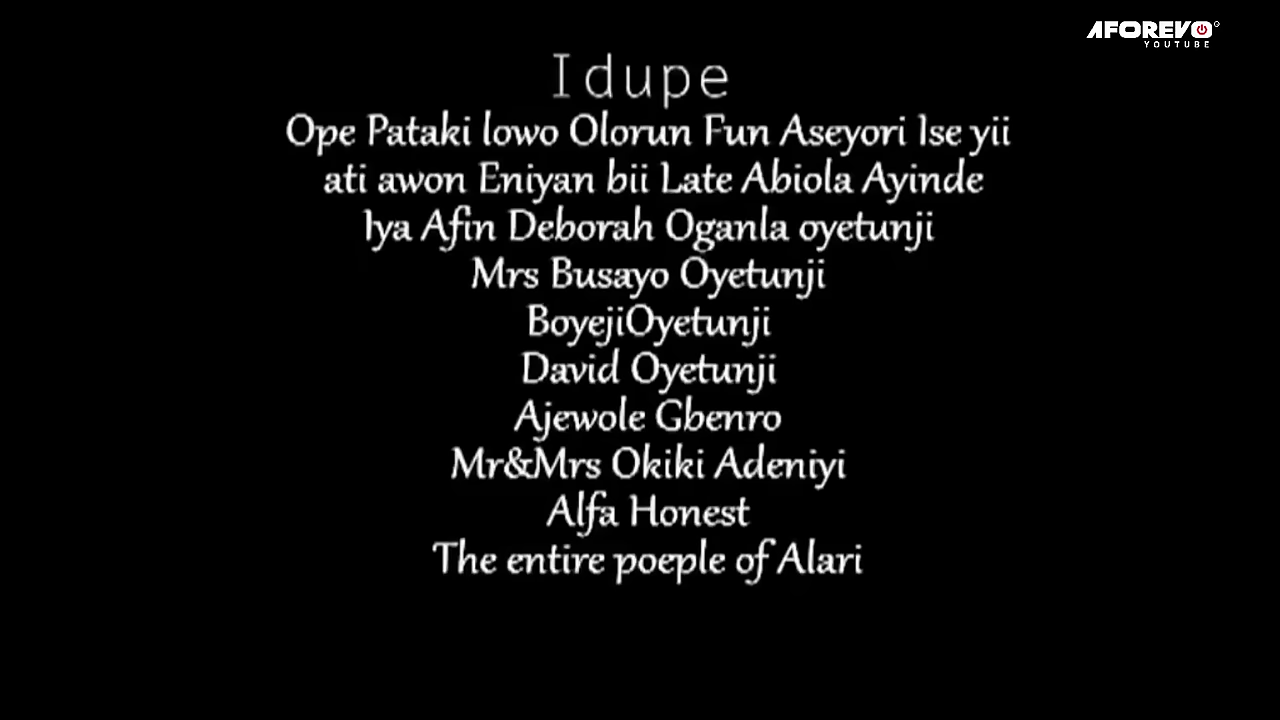 AFOREVO
YOUTUBE
Idupe
Ope Pataki lowo Olorun Fun Aseyori Ise yii
ati awon Eniyan bii Late Abiola Ayinde
Iya Afin Deborah Oganla oyetunji
Mrs Busayo Oyetunji
BoyejiOyetunji
David Oyetunji
Ajewole Gbenro
Mr&Mrs Okiki Adeniyi
Alfa Honest
The entire poeple of Alari